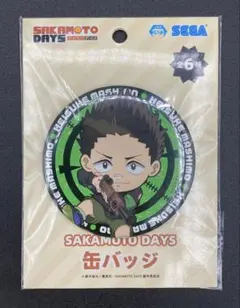 SAKAMOTO DAYS
SEGA
全6種
HEISUKE MASHIMO
SAKAMOTO DAYS
缶バッジ